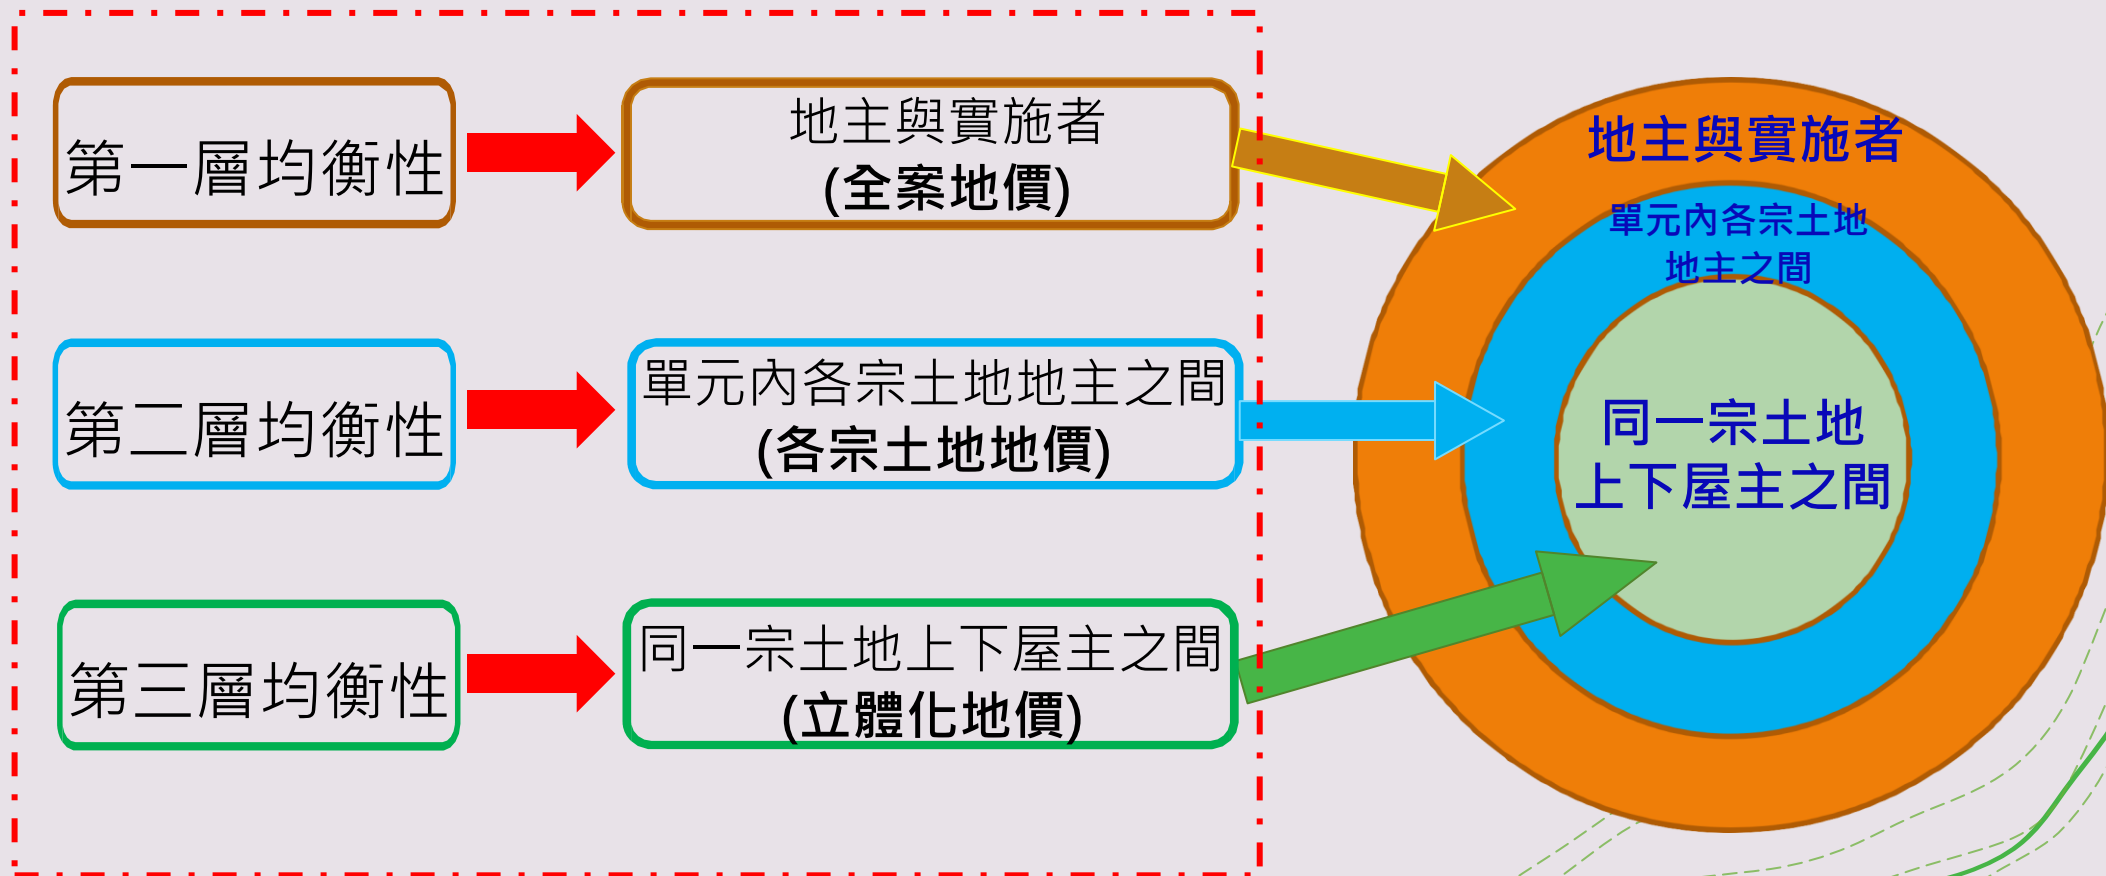 第一層均衡性
地主與實施者
(全案地價)
第二層均衡性
單元內各宗土地地主之間
(各宗土地地價)
第三層均衡性
同一宗土地上下屋主之間
(立體化地價)
地主與實施者
單元內各宗土地
地主之間
同一宗土地
上下屋主之間